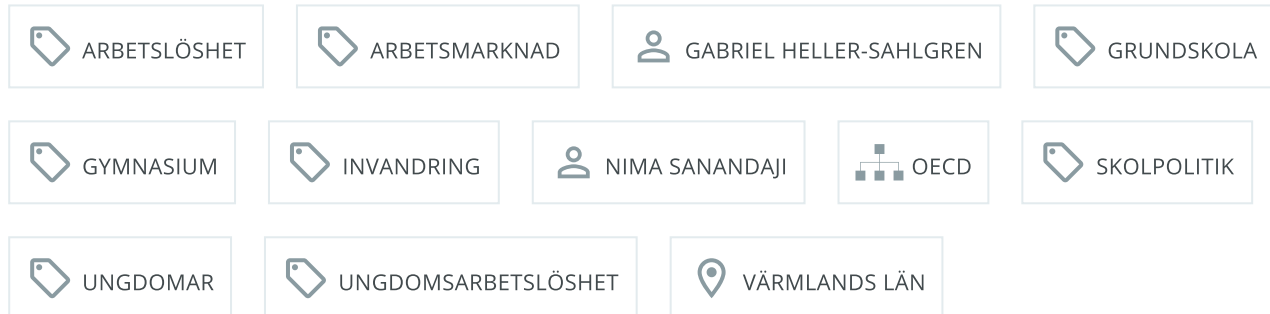 ARBETSLÖSHET ARBETSMARKNAD GABRIEL HELLER-SAHLGREN GRUNDSKOLA
GYMNASIUM INVANDRING NIMA SANANDAJI OECD SKOLPOLITIK
UNGDOMAR UNGDOMSARBETSLÖSHET VÄRMLANDS LÄN